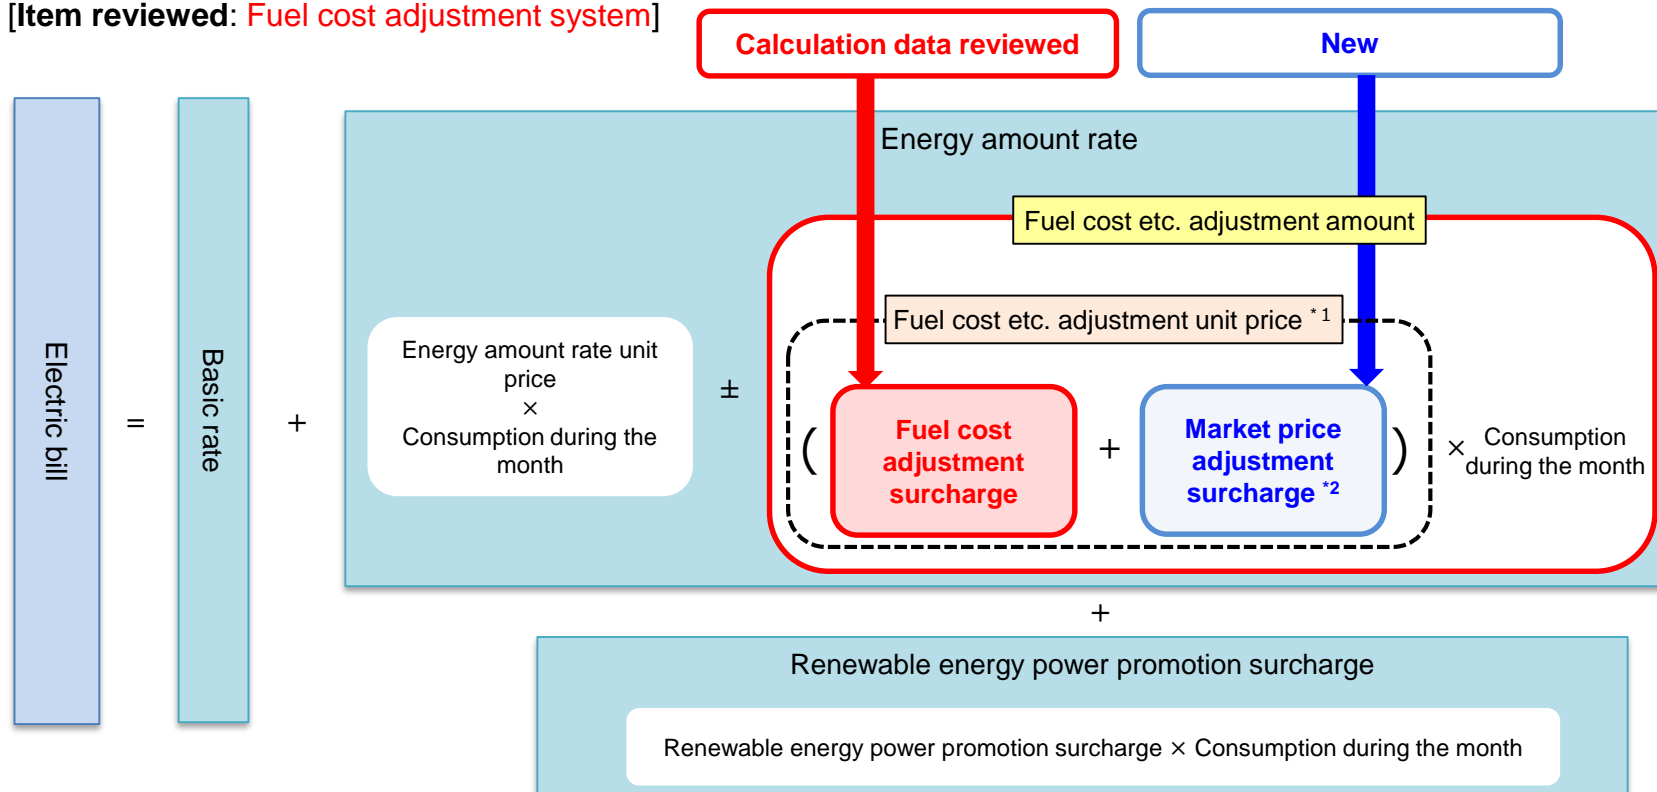 [Item reviewed: Fuel cost adjustment system]
Calculation data reviewed
New
Energy amount rate
Fuel cost etc. adjustment amount
Fuel cost etc. adjustment unit price *1
Electric bill
=
Basic rate
+
Energy amount rate unit
price
×
Consumption during the
month
±
(
Fuel cost
adjustment
surcharge
+
Market price
adjustment
surcharge *2
)
×
Consumption
during the month
+
Renewable energy power promotion surcharge
Renewable energy power promotion surcharge × Consumption during the month